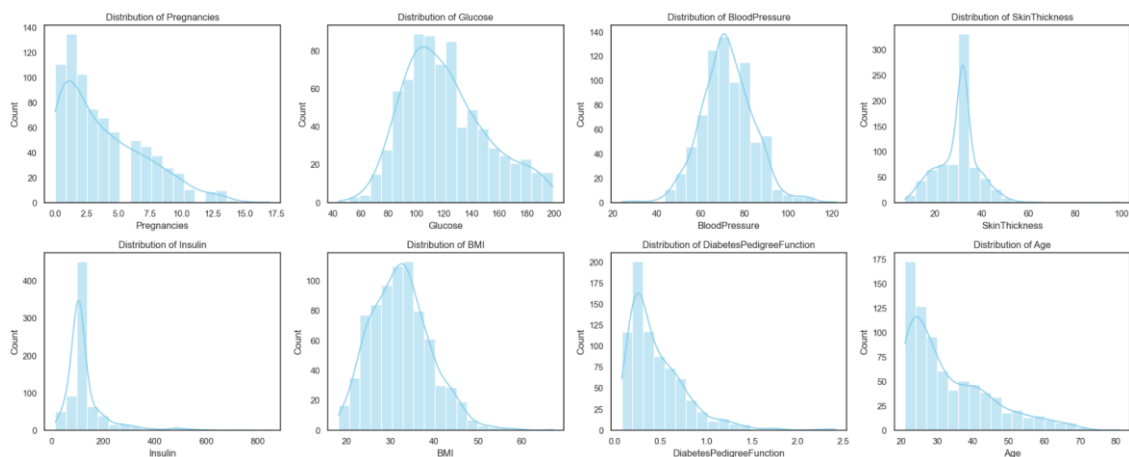 Distribution of Pregnancies
140
120
100
80
60
40
20
0
Count
0.0 2.5 5.0 7.5 10.0 12.5 15.0 17.5
Pregnancies
Distribution of Glucose
80
60
40
20
0
Count
40 60 80 100 120 140 160 180 200
Glucose
Distribution of BloodPressure
140
120
100
80
60
40
20
0
Count
20 40 60 80 100 120
BloodPressure
Distribution of SkinThickness
300
250
200
150
100
50
0
Count
20 40 60 80 100
SkinThickness
Distribution of Insulin
400
300
200
100
0
Count
0 200 400 600 800
Insulin
Distribution of BMI
100
80
60
40
20
0
Count
20 30 40 50 60
BMI
Distribution of DiabetesPedigreeFunction
200
175
150
125
100
75
50
25
0
Count
0.0 0.5 1.0 1.5 2.0 2.5
DiabetesPedigreeFunction
Distribution of Age
175
150
125
100
75
50
25
0
Count
20 30 40 50 60 70 80
Age